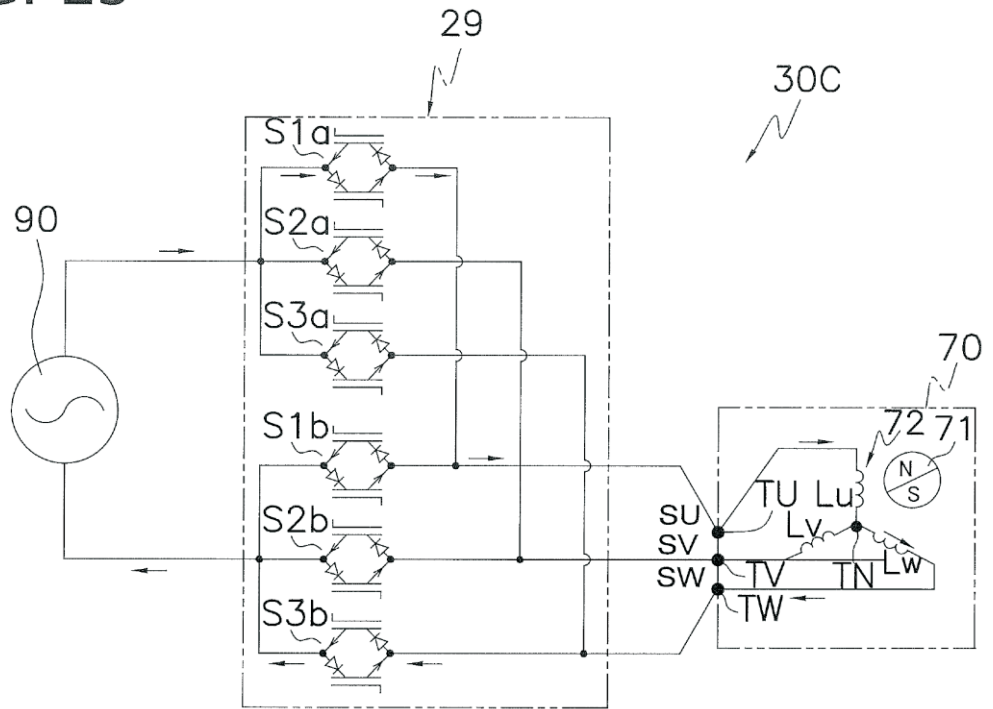 29
30C
S1a
90
S2a
S3a
70
S1b
72
71
N
S
SU
TU
Lu
Lv
S2b
SV
SW
TV
TN
Lw
TW
S3b